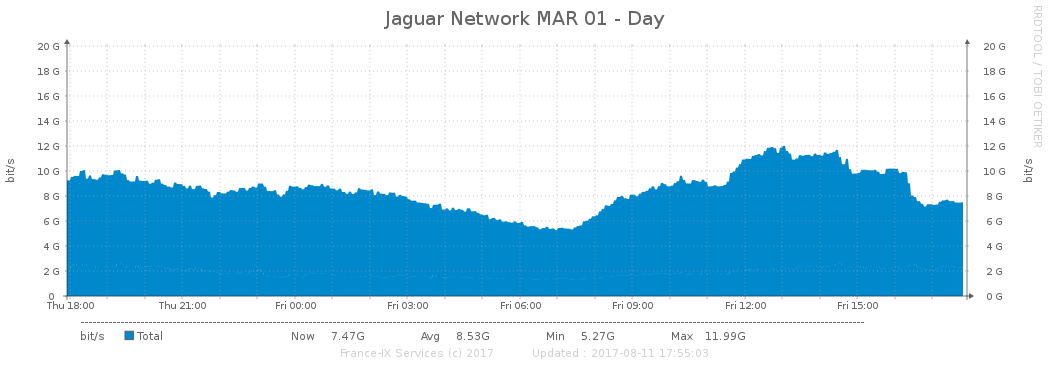 Jaguar Network MAR 01 - Day
RRDTOOL / TOBI OETIKER
bit/s
20 G
18 G
16 G
14 G
12 G
10 G
8 G
6 G
4 G
2 G
0
20 G
18 G
16 G
14 G
12 G
10 G
8 G
6 G
4 G
2 G
0 G
bit/s
Thu 18:00 Thu 21:00 Fri 00:00 Fri 03:00 Fri 06:00 Fri 09:00 Fri 12:00 Fri 15:00
bit/s Total Now 7.47G Avg 8.53G Min 5.27G Max 11.99G
France-IX Services (c) 2017 Updated : 2017-08-11 17:55:03